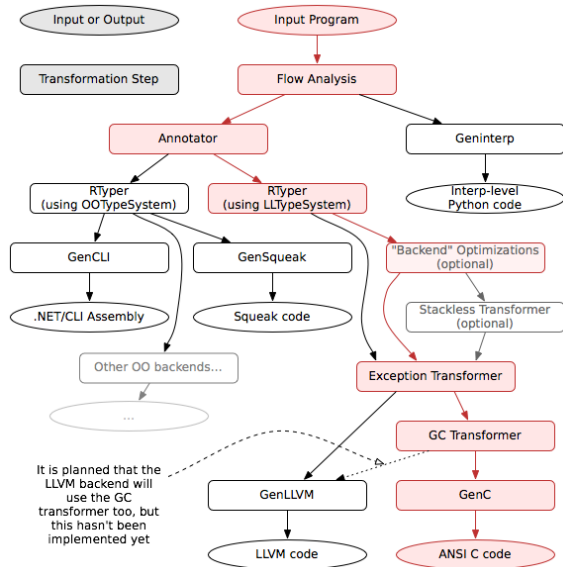 Input or Output
Input Program
Transformation Step
Flow Analysis
Annotator
Geninterp
RTyper
(using OOTypeSystem)
RTyper
(using LLTypeSystem)
Interp-level
Python code
GenCLI
GenSqueak
"Backend" Optimizations
(optional)
.NET/CLI Assembly
Squeak code
Stackless Transformer
(optional)
Other OO backends...
Exception Transformer
...
GC Transformer
It is planned that the
LLVM backend will
use the GC
transformer too, but
this hasn't been
implemented yet
GenLLVM
GenC
LLVM code
ANSI C code